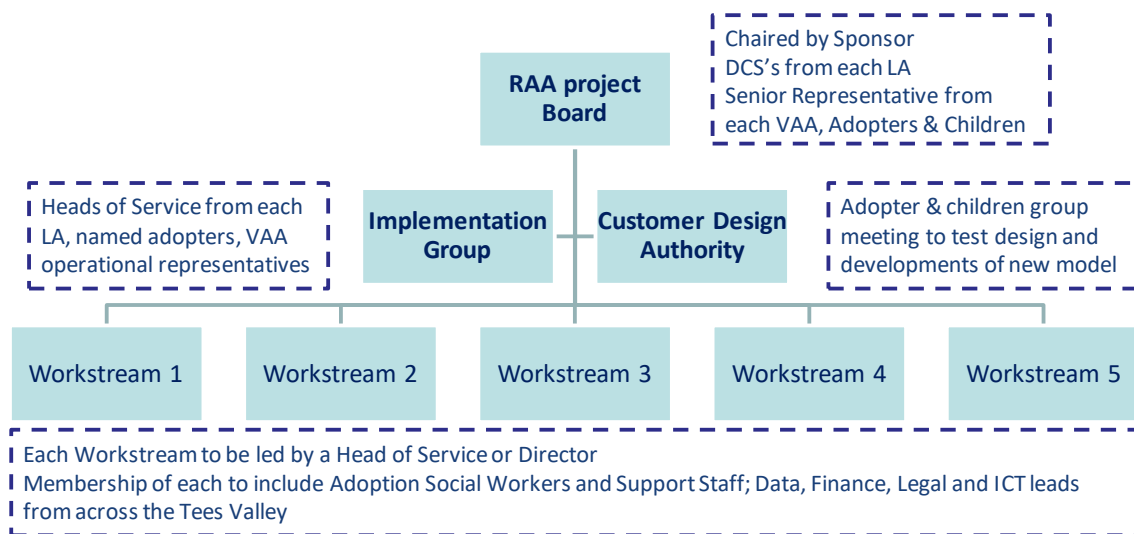 RAA project
Board
Chaired by Sponsor
DCS's from each LA
Senior Representative from
each VAA, Adopters & Children
Heads of Service from each
LA, named adopters, VAA
operational representatives
Implementation
Group
Customer Design
Authority
Adopter & children group
meeting to test design and
developments of new model
Workstream 1
Workstream 2
Workstream 3
Workstream 4
Workstream 5
Each Workstream to be led by a Head of Service or Director
Membership of each to include Adoption Social Workers and Support Staff; Data, Finance, Legal and ICT leads
from across the Tees Valley